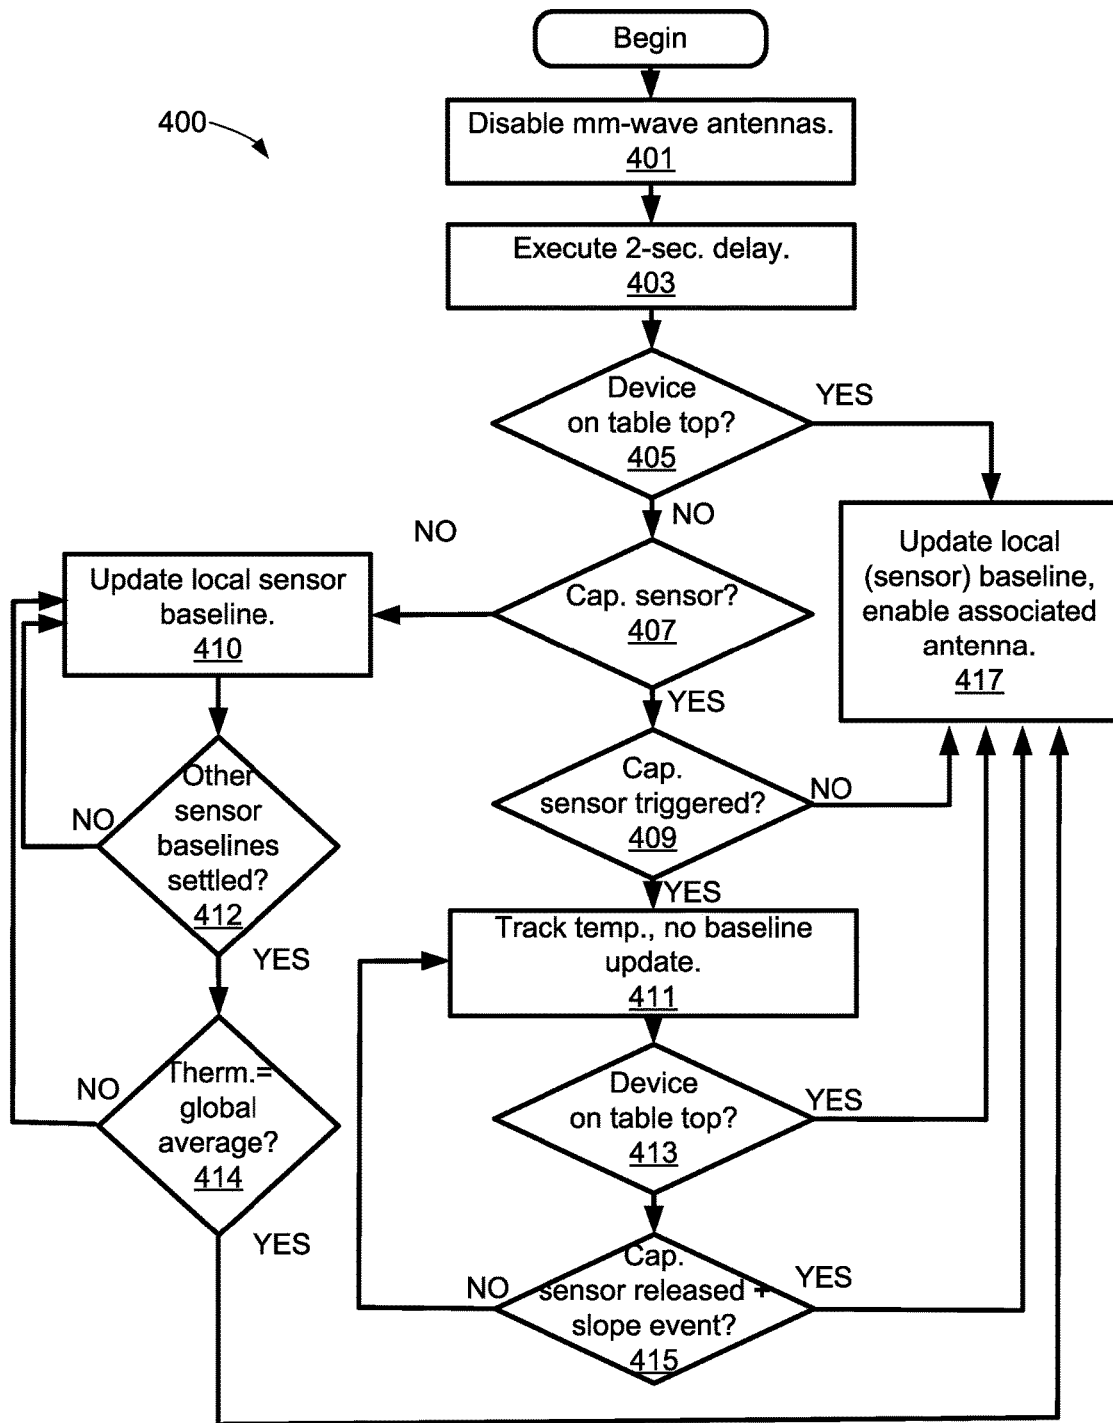 Begin
400
Disable mm-wave antennas.
401
Execute 2-sec. delay.
403
Device
on table top?
405
YES
NO
NO
Update local sensor
baseline.
410
Cap. sensor?
407
Update local
(sensor) baseline,
enable associated
antenna.
417
YES
Other
sensor
baselines
settled?
412
NO
YES
Cap.
sensor triggered?
409
NO
YES
Track temp., no baseline
update.
411
Therm.=
global
average?
414
NO
YES
Device
on table top?
413
YES
Cap.
sensor released +
slope event?
415
NO
YES